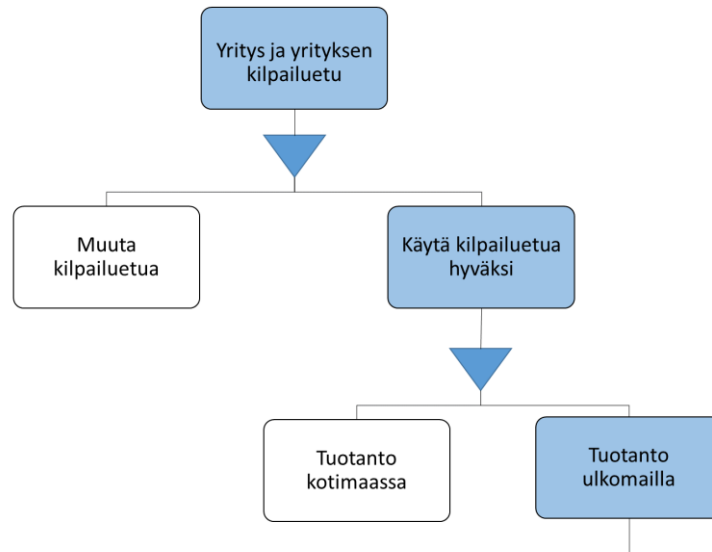 Yritys ja yrityksen
kilpailuetu
Muuta
kilpailuetua
Käytä kilpailuetua
hyväksi
Tuotanto
kotimaassa
Tuotanto
ulkomailla